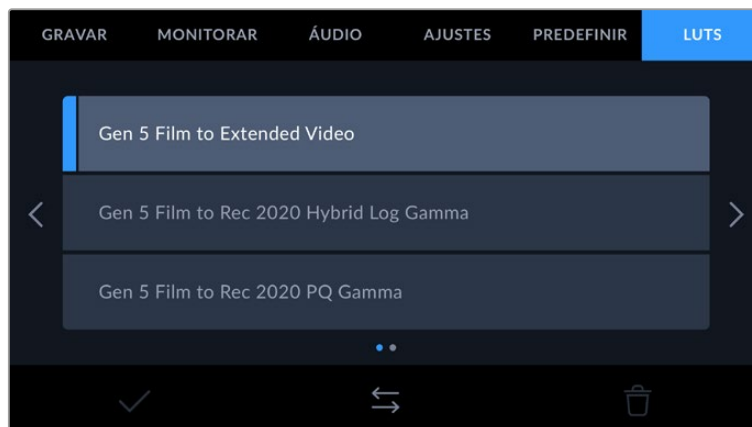 GRAVAR MONITORAR ÁUDIO AJUSTES PREDEFINIR LUTS
Gen 5 Film to Extended Video
Gen 5 Film to Rec 2020 Hybrid Log Gamma
Gen 5 Film to Rec 2020 PQ Gamma